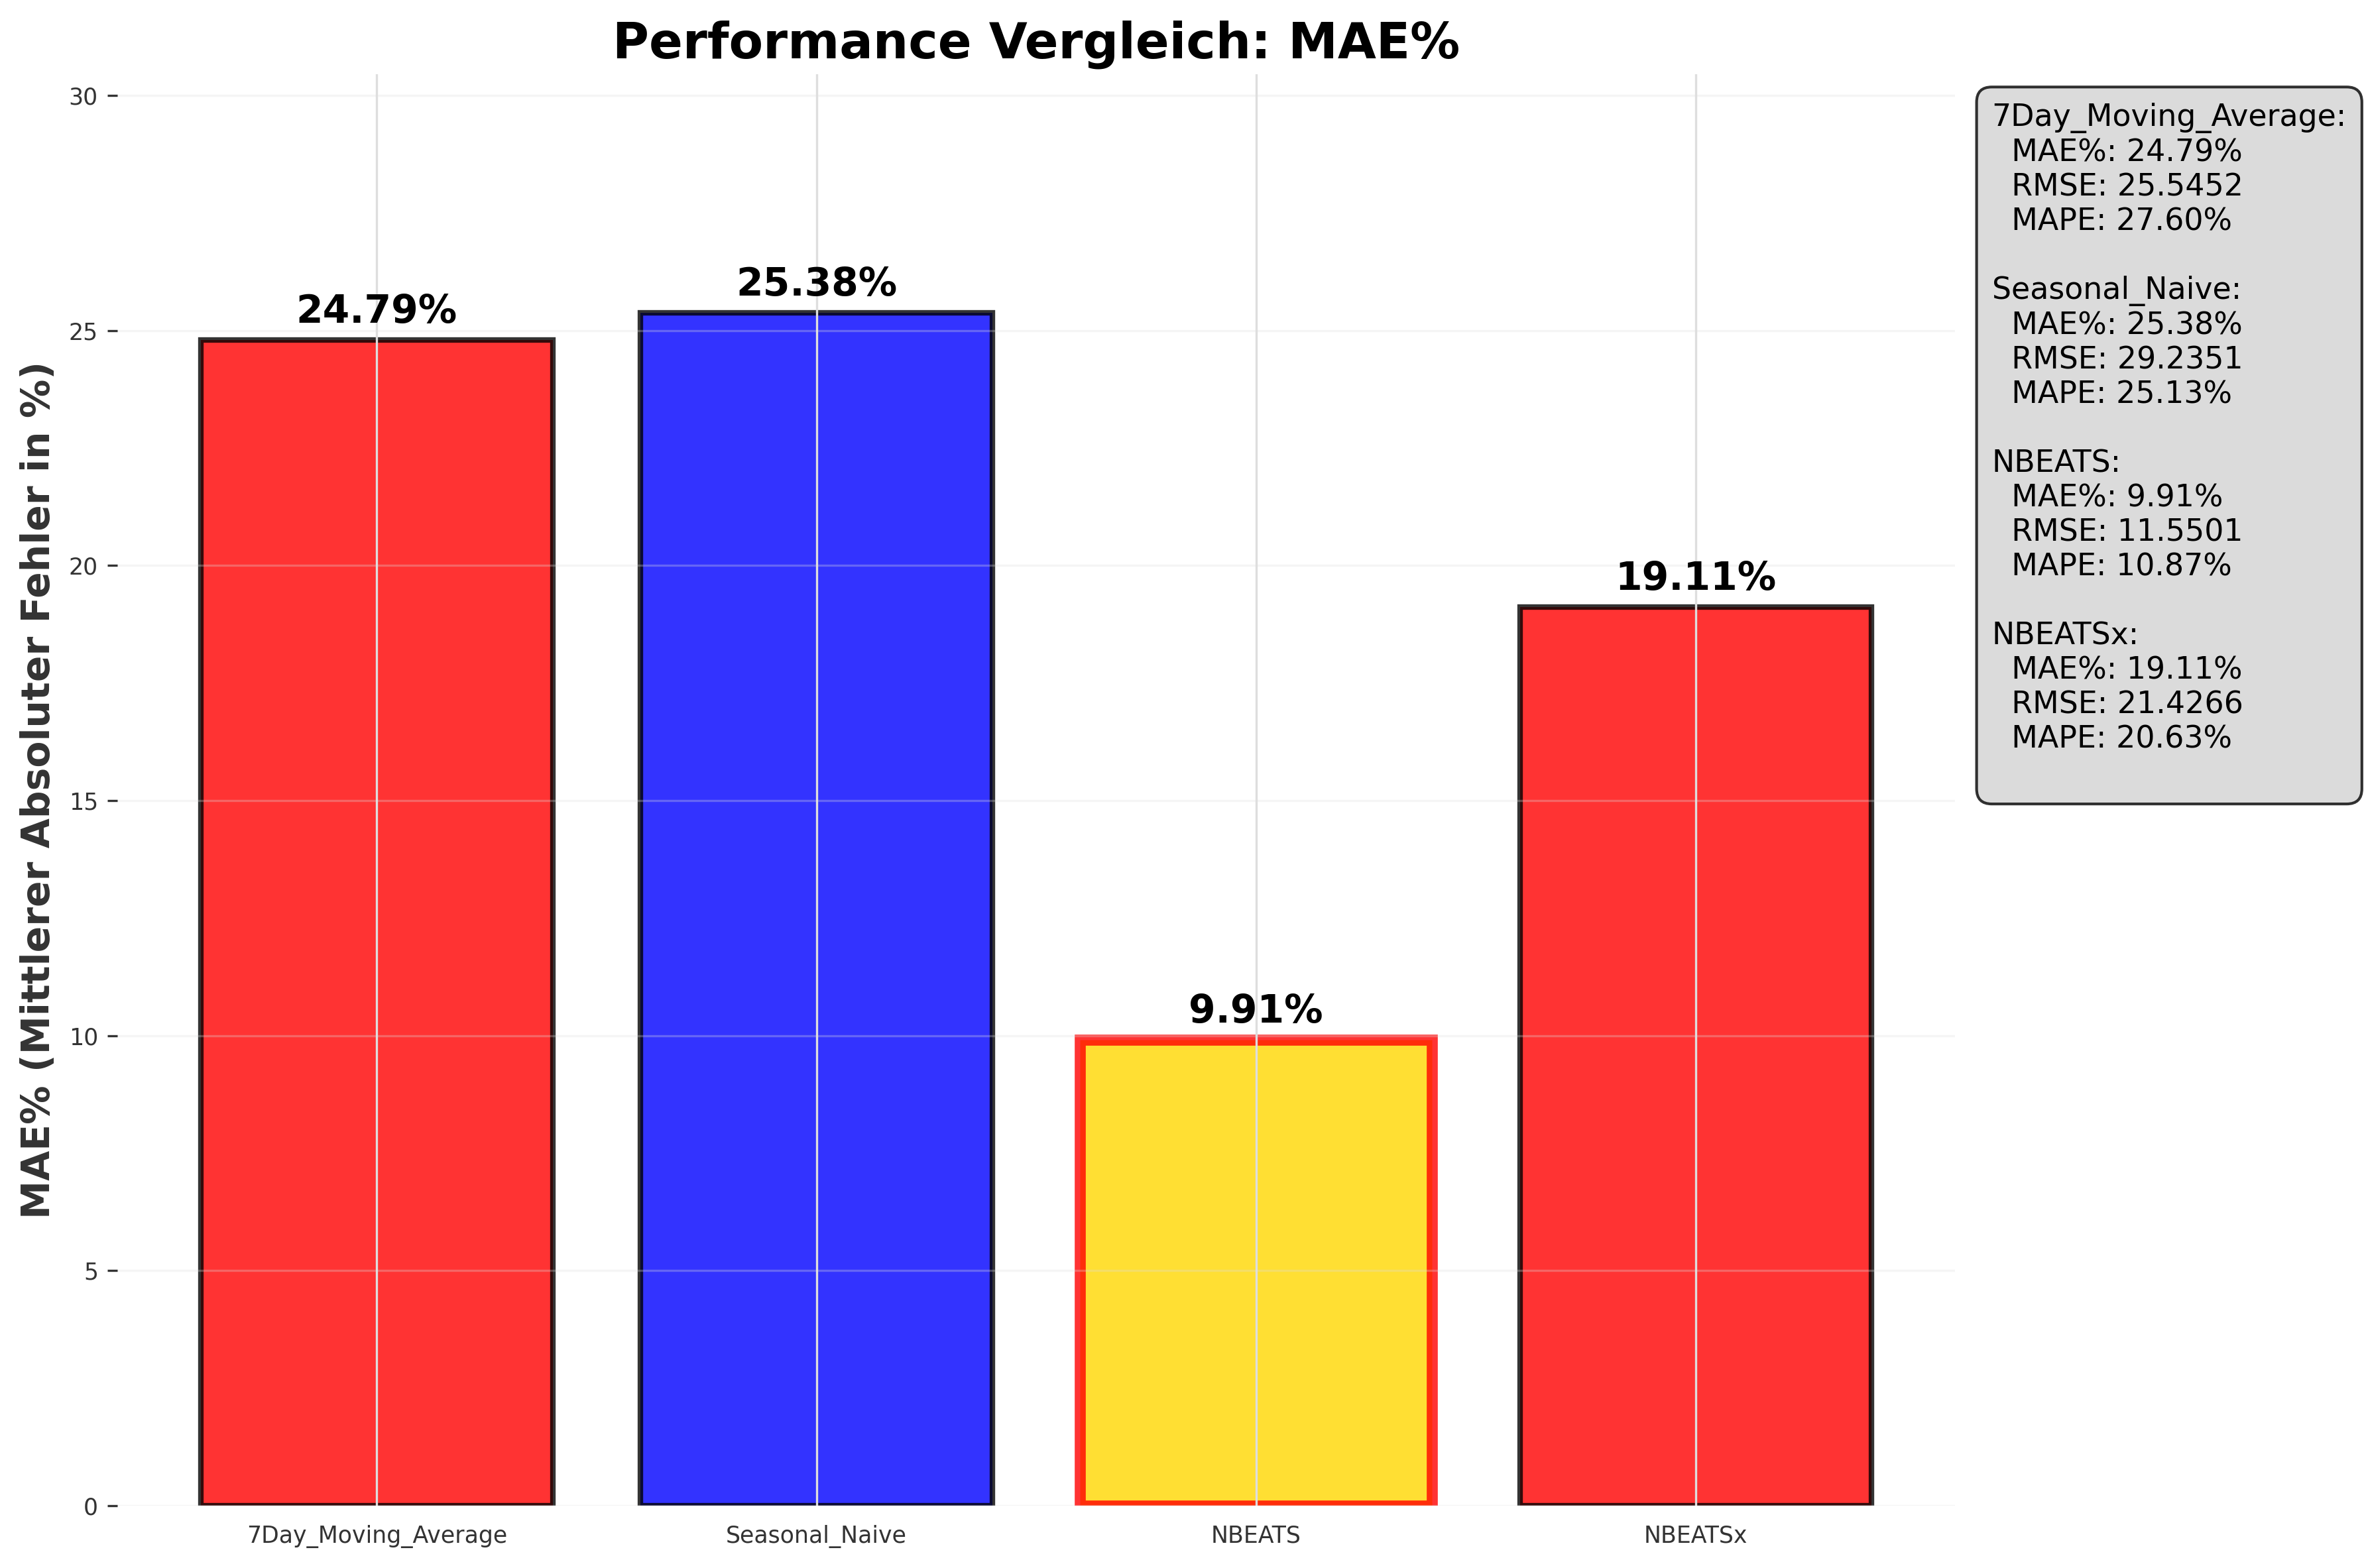 Performance Vergleich: MAE%
MAE% (Mittlerer Absoluter Fehler in %)
30
25
20
15
10
5
0
24.79%
25.38%
9.91%
19.11%
7Day_Moving_Average
Seasonal_Naive
NBEATS
NBEATSx
7Day_Moving_Average:
MAE%: 24.79%
RMSE: 25.5452
MAPE: 27.60%
Seasonal_Naive:
MAE%: 25.38%
RMSE: 29.2351
MAPE: 25.13%
NBEATS:
MAE%: 9.91%
RMSE: 11.5501
MAPE: 10.87%
NBEATSx:
MAE%: 19.11%
RMSE: 21.4266
MAPE: 20.63%